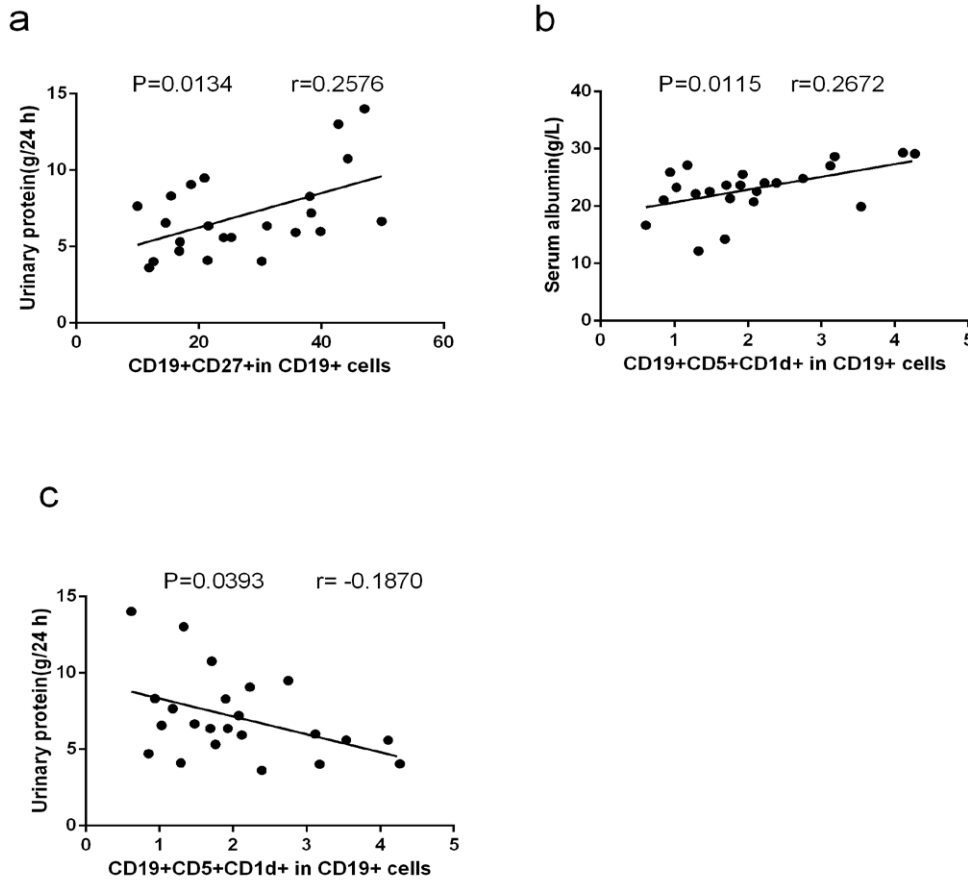 a
P=0.0134 r=0.2576
Urinary protein(g/24 h)
15
10
5
0
0 20 40 60
CD19+CD27+in CD19+ cells
b
P=0.0115 r=0.2672
Serum albumin(g/L)
40
30
20
10
0
0 1 2 3 4 5
CD19+CD5+CD1d+ in CD19+ cells
c
P=0.0393 r= -0.1870
Urinary protein(g/24 h)
15
10
5
0
0 1 2 3 4 5
CD19+CD5+CD1d+ in CD19+ cells